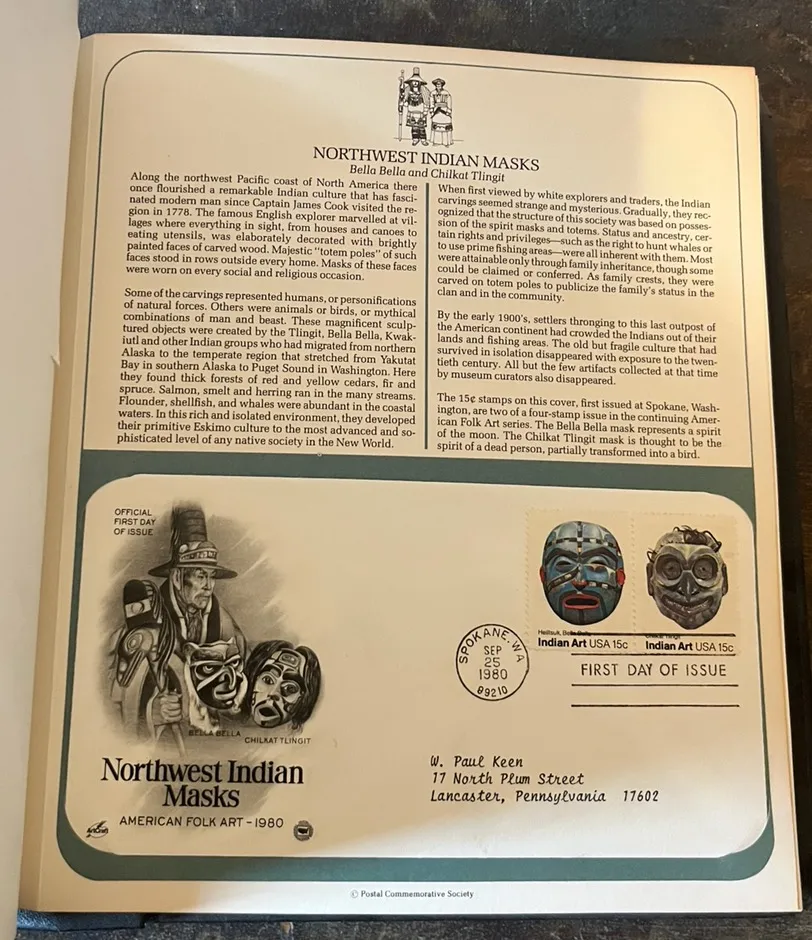 NORTHWEST INDIAN MASKS
Bella Bella and Chilkat Tlingit
Along the northwest Pacific coast of North America there
once flourished a remarkable Indian culture that has fasci-
nated modern man since Captain James Cook visited the re-
gion in 1778. The famous English explorer marvelled at vil-
lages where everything in sight, from houses and canoes to
eating utensils, was elaborately decorated with brightly
painted faces of carved wood. Majestic "totem poles" of such
faces stood in rows outside every home. Masks of these faces
were worn on every social and religious occasion.
Some of the carvings represented humans, or personifications
of natural forces. Others were animals or birds, or mythical
combinations of man and beast. These magnificent sculp-
tured objects were created by the Tlingit, Bella Bella, Kwak-
iutl and other Indian groups who had migrated from northern
Alaska to the temperate region that stretched from Yakutat
Bay in southern Alaska to Puget Sound in Washington. Here
they found thick forests of red and yellow cedars, fir and
spruce. Salmon, smelt and herring ran in the many streams.
Flounder, shellfish, and whales were abundant in the coastal
waters. In this rich and isolated environment, they developed
their primitive Eskimo culture to the most advanced and so-
phisticated level of any native society in the New World.
When first viewed by white explorers and traders, the Indian
carvings seemed strange and mysterious. Gradually, they rec-
ognized that the structure of this society was based on posses-
sion of the spirit masks and totems. Status and ancestry, cer-
tain rights and privileges—such as the right to hunt whales or
to use prime fishing areas—were all inherent with them. Most
were attainable only through family inheritance, though some
could be claimed or conferred. As family crests, they were
carved on totem poles to publicize the family's status in the
clan and in the community.
By the early 1900's, settlers thronging to this last outpost of
the American continent had crowded the Indians out of their
lands and fishing areas. The old but fragile culture that had
survived in isolation disappeared with exposure to the twen-
tieth century. All but the few artifacts collected at that time
by museum curators also disappeared.
The 15¢ stamps on this cover, first issued at Spokane, Wash-
ington, are two of a four-stamp issue in the continuing Amer-
ican Folk Art series. The Bella Bella mask represents a spirit
of the moon. The Chilkat Tlingit mask is thought to be the
spirit of a dead person, partially transformed into a bird.
OFFICIAL
FIRST DAY
OF ISSUE
BELLA BELLA
CHILKAT TLINGIT
Northwest Indian
Masks
AMERICAN FOLK ART - 1980
ArtCraft
SPOKANE, WA
SEP
25
1980
99210
Heiltsuk, Bella Bella
Indian Art USA 15c
Chilkat Tlingit
Indian Art USA 15c
FIRST DAY OF ISSUE
W. Paul Keen
17 North Plum Street
Lancaster, Pennsylvania 17602
© Postal Commemorative Society